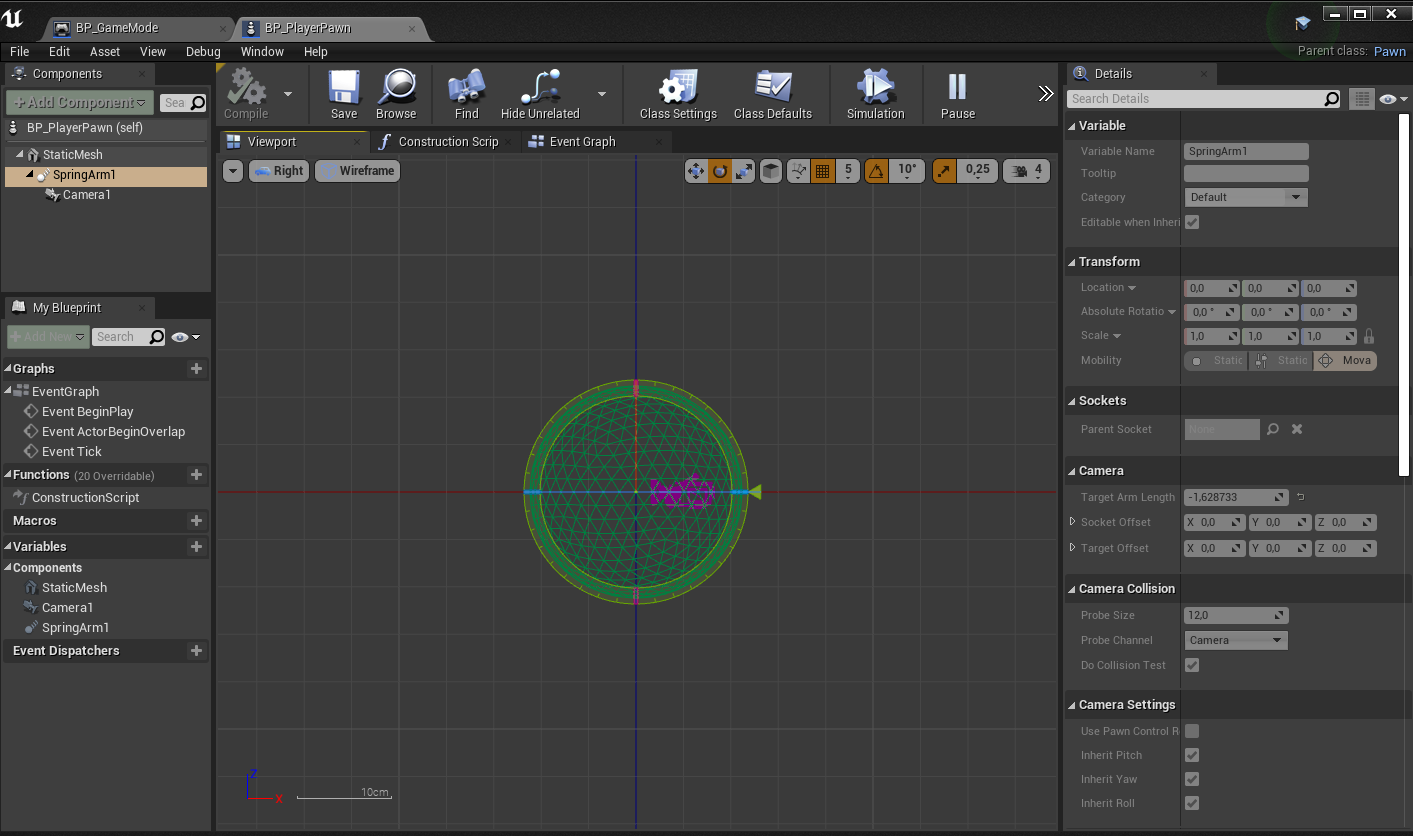 BP_GameMode
BP_PlayerPawn
Parent class: Pawn
File Edit Asset View Debug Window Help
Components
+Add Component
Sea
BP_PlayerPawn (self)
StaticMesh
SpringArm1
Camera1
My Blueprint
+Add New
Search
Graphs
EventGraph
Event BeginPlay
Event ActorBeginOverlap
Event Tick
Functions (20 Overridable)
ConstructionScript
Macros
Variables
Components
StaticMesh
Camera1
SpringArm1
Event Dispatchers
Compile Save Browse Find Hide Unrelated Class Settings Class Defaults Simulation Pause
Viewport Construction Scrip Event Graph
Right Wireframe 5 10° 0,25 4
Z
X
10cm
Details
Search Details
Variable
Variable Name SpringArm1
Tooltip
Category Default
Editable when Inheri
Transform
Location 0,0 0,0 0,0
Absolute Rotatio 0,0 ° 0,0 ° 0,0 °
Scale 1,0 1,0 1,0
Mobility Static Static Mova
Sockets
Parent Socket None
Camera
Target Arm Length -1,628733
Socket Offset X 0,0 Y 0,0 Z 0,0
Target Offset X 0,0 Y 0,0 Z 0,0
Camera Collision
Probe Size 12,0
Probe Channel Camera
Do Collision Test
Camera Settings
Use Pawn Control R
Inherit Pitch
Inherit Yaw
Inherit Roll